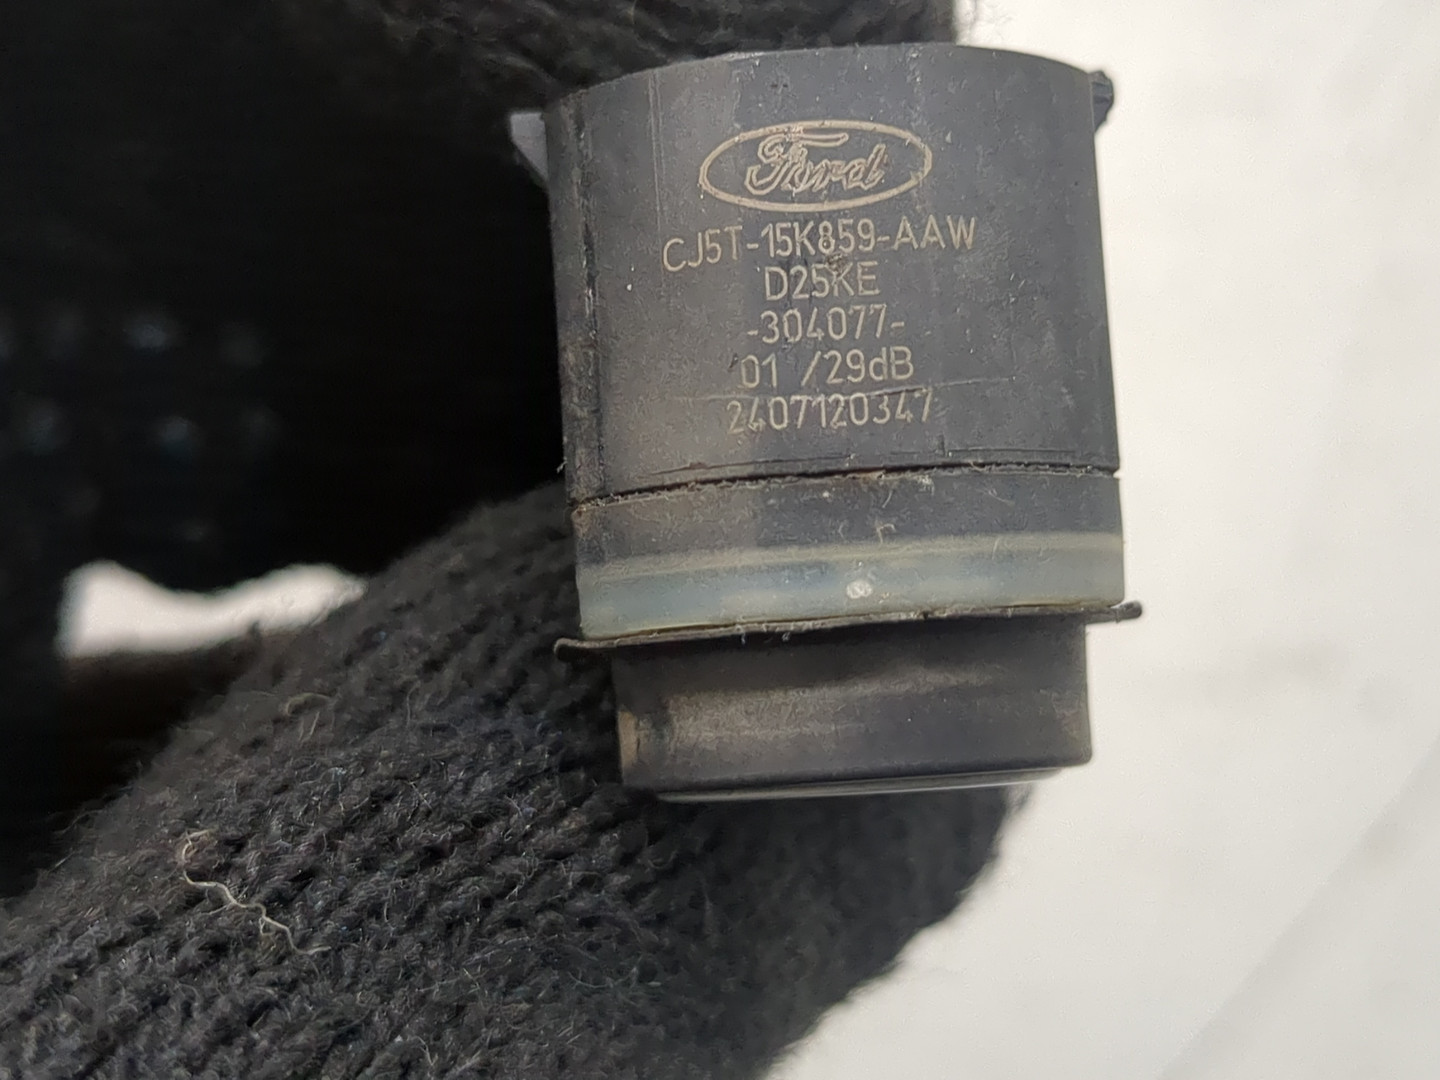 Ford
CJ5T-15K859-AAW
D25KE
-304077-
01 /29dB
2407120347